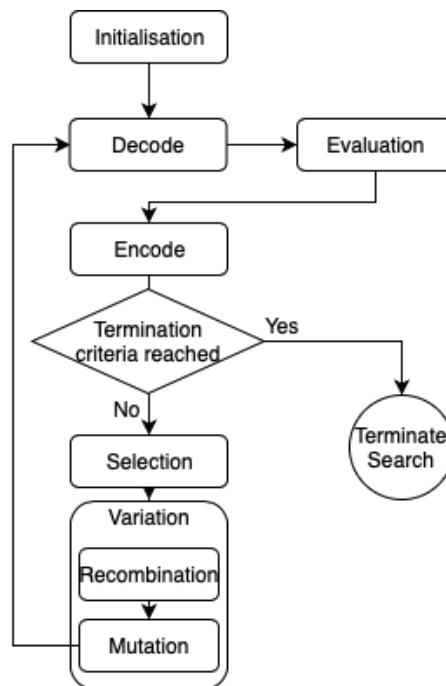 Initialisation
Decode
Evaluation
Encode
Termination
criteria reached
Yes
No
Terminate
Search
Selection
Variation
Recombination
Mutation